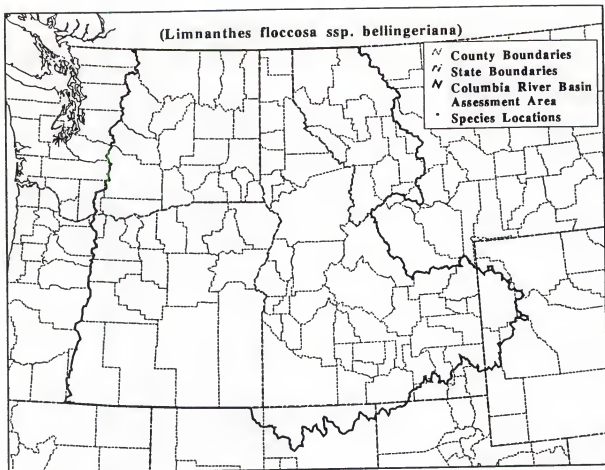 (Limnanthes floccosa ssp. bellingeriana)
County Boundaries
State Boundaries
Columbia River Basin
Assessment Area
Species Locations